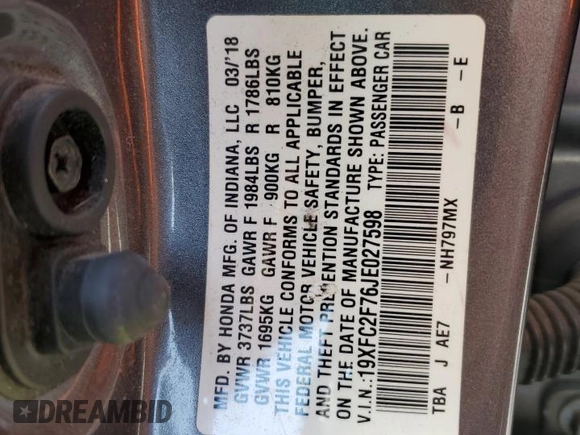 MFD. BY HONDA MFG. OF INDIANA, LLC 03/'18
GVWR 3737LBS GAWR F 1984LBS R 1786LBS
GVWR 1695KG GAWR F 900KG R 810KG
THIS VEHICLE CONFORMS TO ALL APPLICABLE
FEDERAL MOTOR VEHICLE SAFETY, BUMPER,
AND THEFT PREVENTION STANDARDS IN EFFECT
ON THE DATE OF MANUFACTURE SHOWN ABOVE.
V.I.N.:19XFC2F76JE027598 TYPE: PASSENGER CAR
TBA J AE7 -NH797MX -B -E
DREAMBID